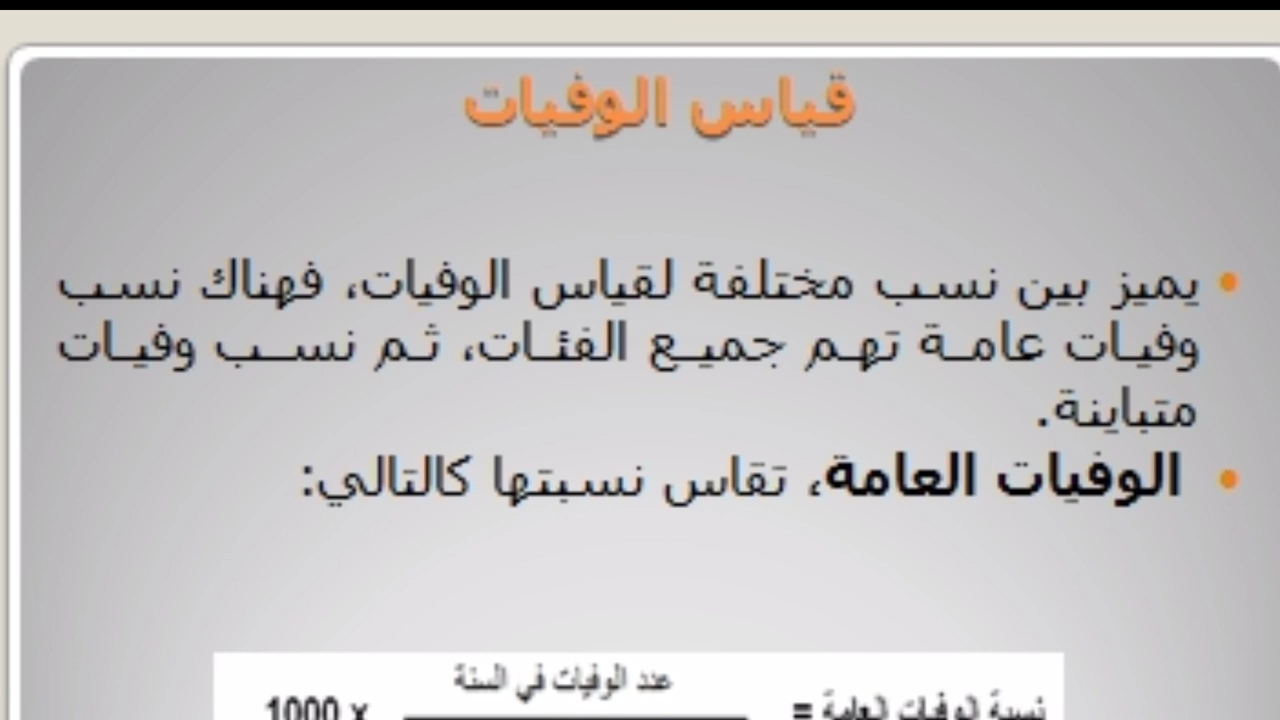 قياس الوفيات
• يميز بين نسب مختلفة لقياس الوفيات، فهناك نسب
وفيات عامة تهم جميع الفئات، ثم نسب وفيات
متباينة.
• الوفيات العامة، تقاس نسبتها كالتالي:
عدد الوفيات في السنة
نسبة الوفيات العامة = 1000 x